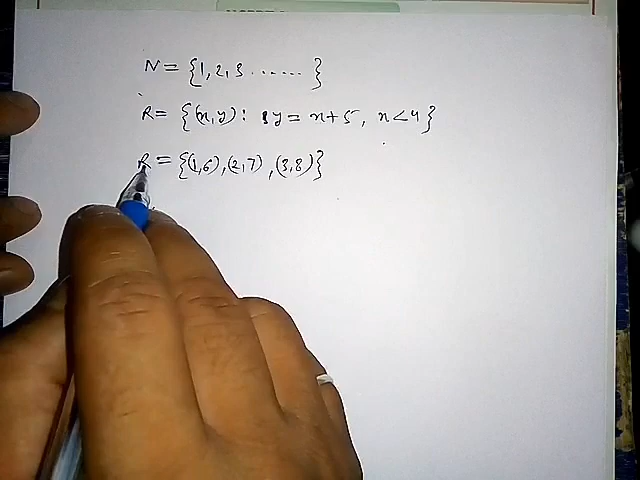 N = {1, 2, 3 ......}
R = {(x, y) : y = x + 5, x < 4}
R = {(1,6), (2,7), (3,8)}